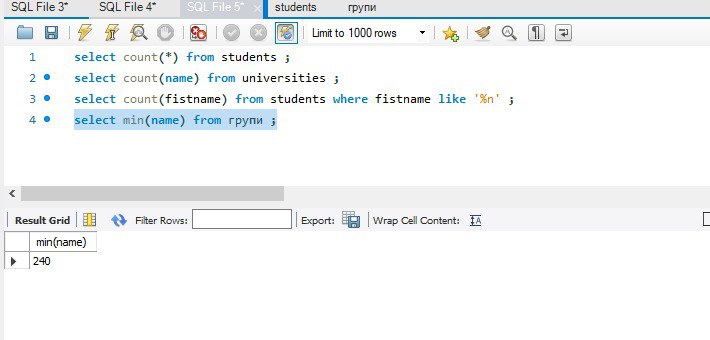 SQL File 3* SQL File 4* SQL File 5* students групи
Limit to 1000 rows
1 select count(*) from students ;
2 select count(name) from universities ;
3 select count(fistname) from students where fistname like '%n' ;
4 select min(name) from групи ;
Result Grid Filter Rows: Export: Wrap Cell Content:
min(name)
240